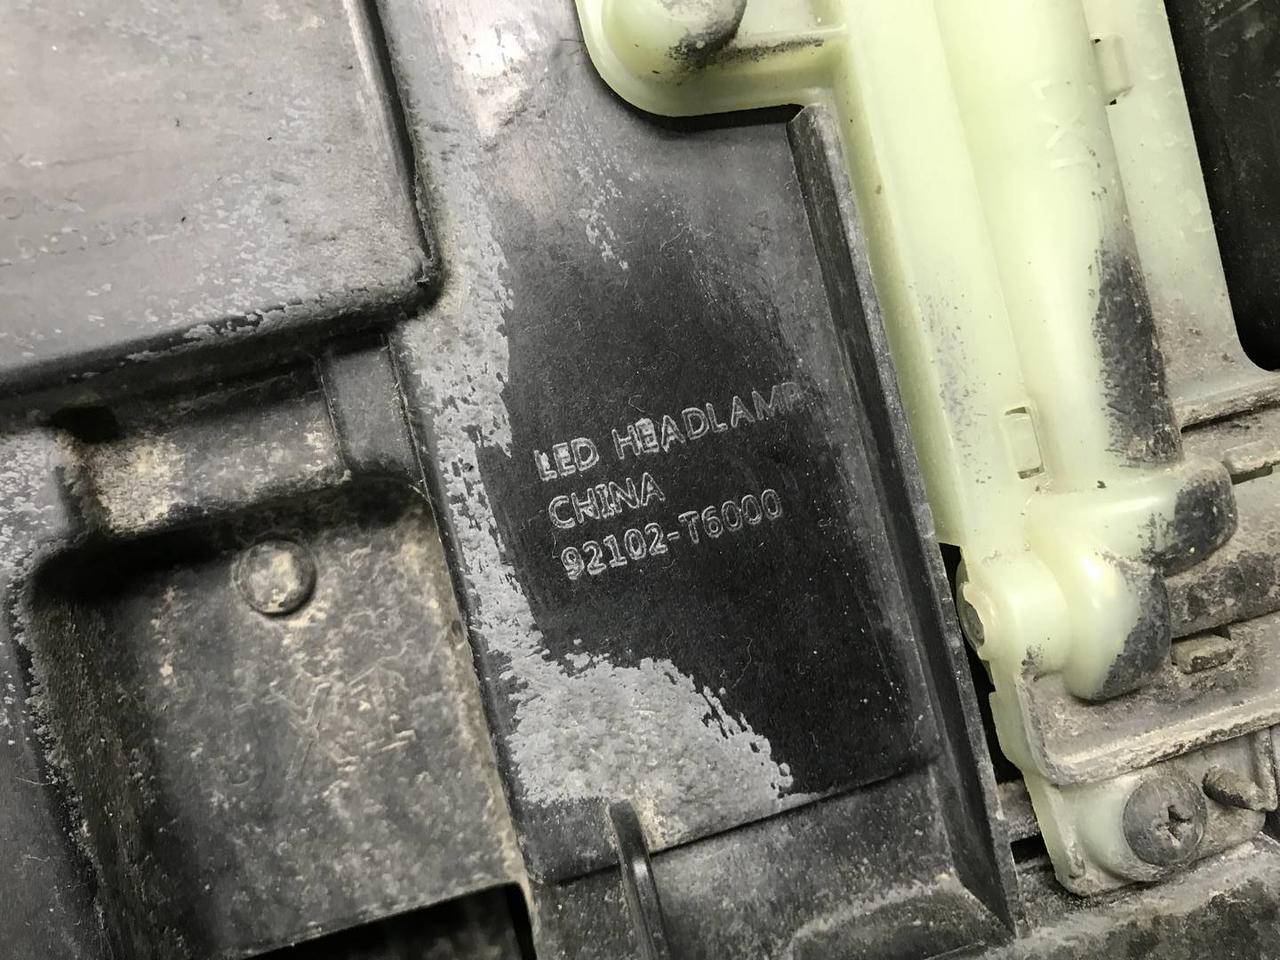 LED HEADLAMP
CHINA
92102-T6000